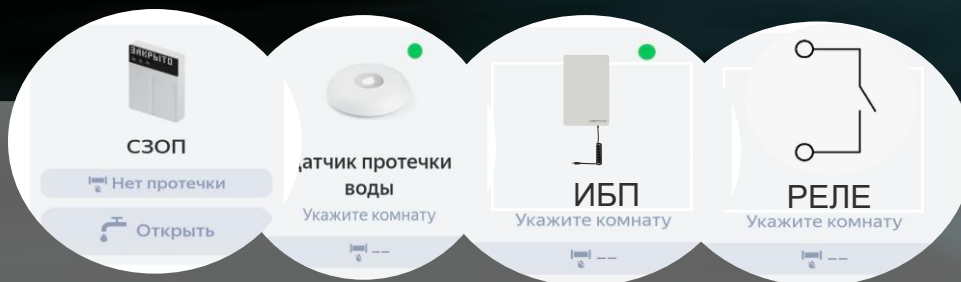 ЗАКРЫТО
СЗОП
Нет протечки
Открыть
атчик протечки
воды
Укажите комнату
--
ИБП
Укажите комнату
--
РЕЛЕ
Укажите комнату
--